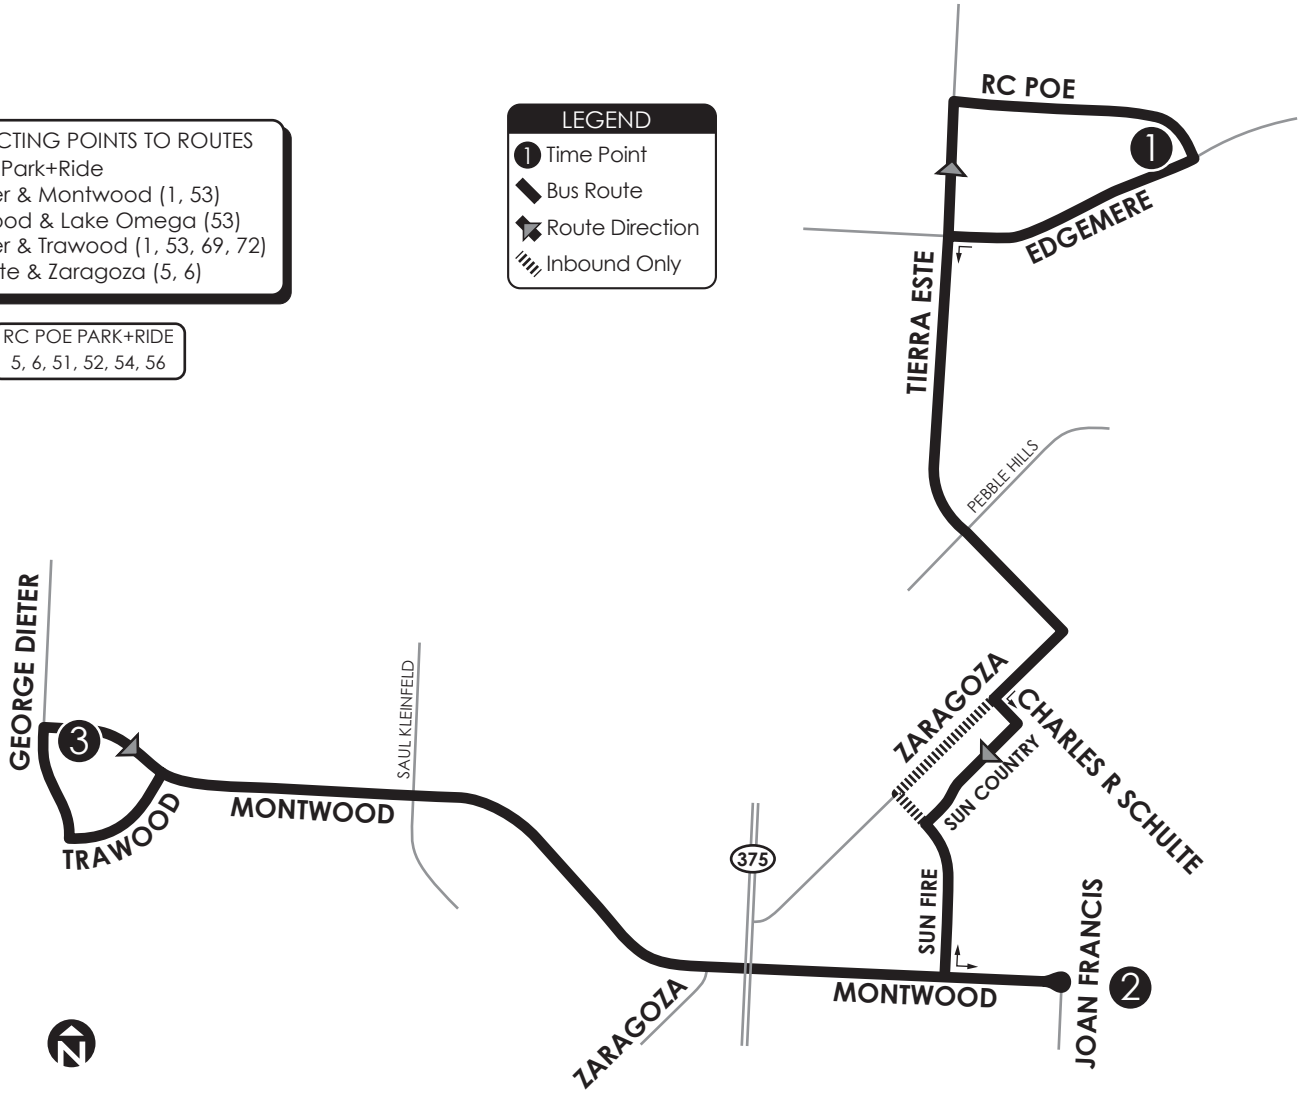 CTING POINTS TO ROUTES
Park+Ride
er & Montwood (1, 53)
ood & Lake Omega (53)
er & Trawood (1, 53, 69, 72)
te & Zaragoza (5, 6)
RC POE PARK+RIDE
5, 6, 51, 52, 54, 56
LEGEND
1 Time Point
Bus Route
Route Direction
Inbound Only
RC POE
1
EDGEMERE
TIERRA ESTE
PEBBLE HILLS
GEORGE DIETER
3
TRAWOOD
MONTWOOD
SAUL KLEINFELD
ZARAGOZA
CHARLES R SCHULTE
SUN COUNTRY
375
SUN FIRE
MONTWOOD
JOAN FRANCIS
2
ZARAGOZA
N